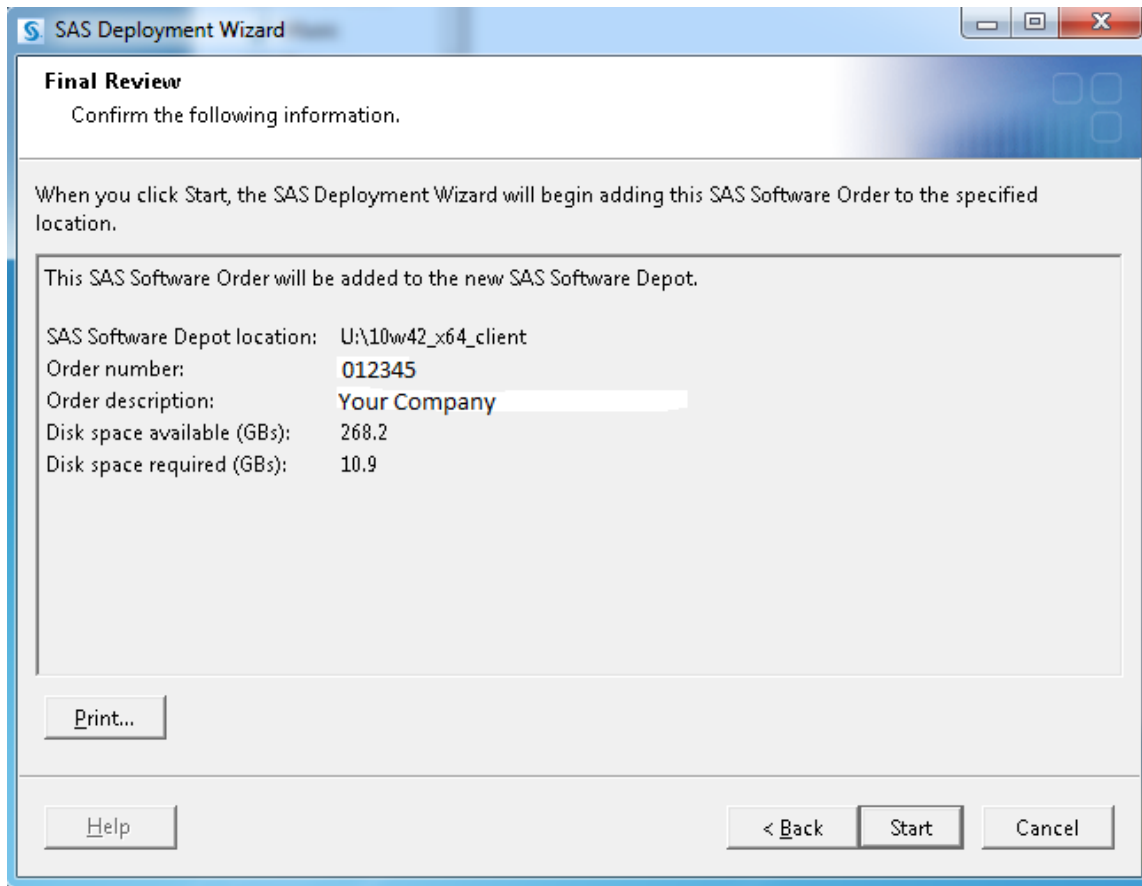 SAS Deployment Wizard
Final Review
Confirm the following information.
When you click Start, the SAS Deployment Wizard will begin adding this SAS Software Order to the specified
location.
This SAS Software Order will be added to the new SAS Software Depot.
SAS Software Depot location: U:\10w42_x64_client
Order number: 012345
Order description: Your Company
Disk space available (GBs): 268.2
Disk space required (GBs): 10.9
Print...
Help
< Back
Start
Cancel